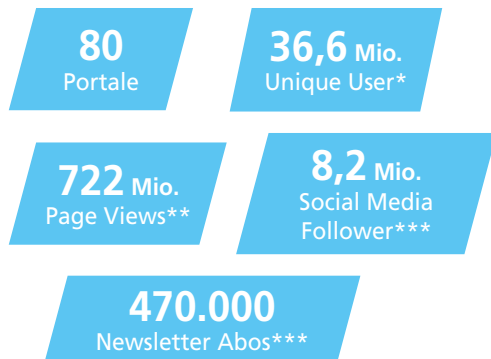 80
Portale
36,6 Mio.
Unique User*
722 Mio.
Page Views**
8,2 Mio.
Social Media
Follower***
470.000
Newsletter Abos***